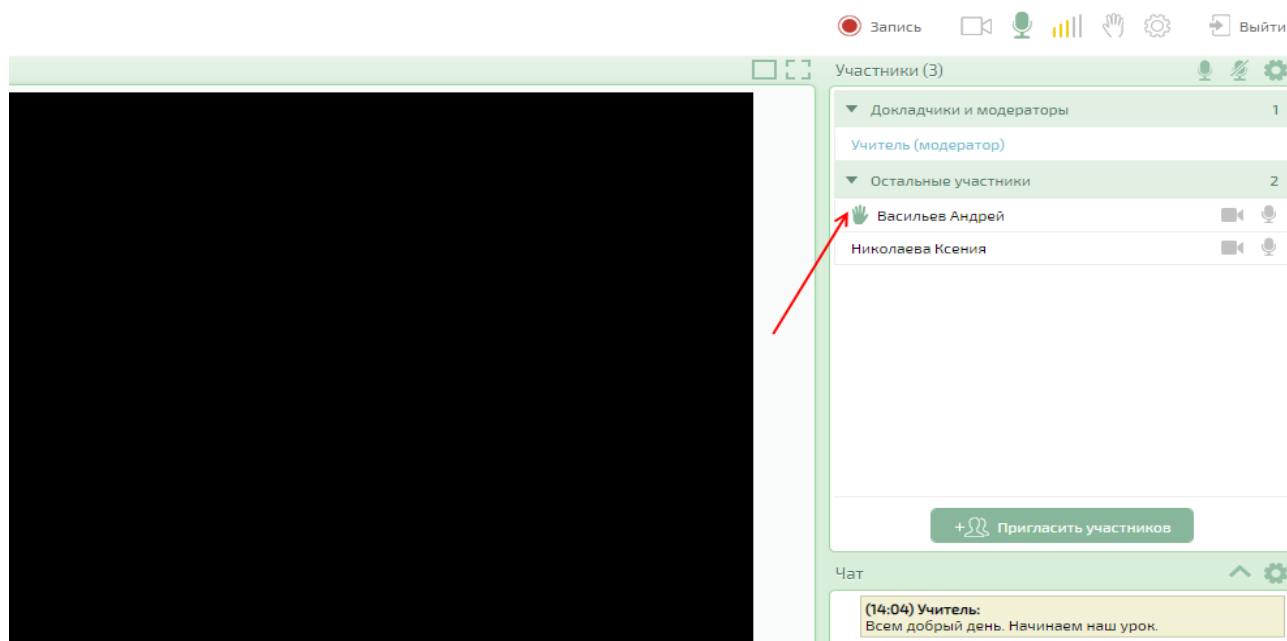 Запись
Выйти
Участники (3)
Докладчики и модераторы 1
Учитель (модератор)
Остальные участники 2
Васильев Андрей
Николаева Ксения
Пригласить участников
Чат
(14:04) Учитель:
Всем добрый день. Начинаем наш урок.